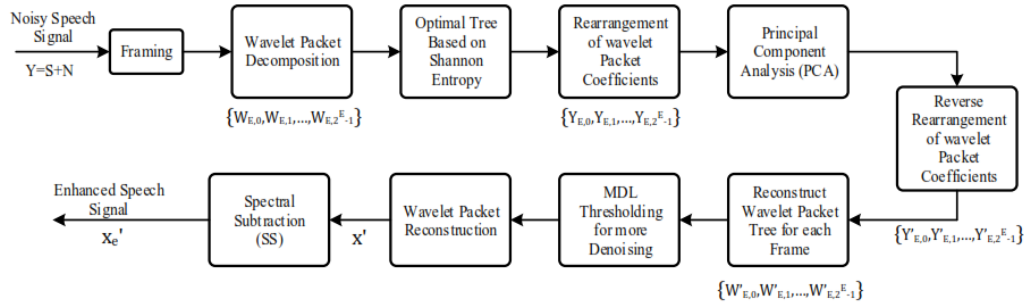 Noisy Speech
Signal
Y=S+N
Framing
Wavelet Packet
Decomposition
{W_E,0,W_E,1,...,W_E,2^E-1}
Optimal Tree
Based on
Shannon
Entropy
Rearrangement
of wavelet
Packet
Coefficients
{Y_E,0,Y_E,1,...,Y_E,2^E-1}
Principal
Component
Analysis (PCA)
Reverse
Rearrangement
of wavelet
Packet
Coefficients
{Y'_E,0,Y'_E,1,...,Y'_E,2^E-1}
Reconstruct
Wavelet Packet
Tree for each
Frame
{W'_E,0,W'_E,1,...,W'_E,2^E-1}
MDL
Thresholding
for more
Denoising
Wavelet Packet
Reconstruction
x'
Spectral
Subtraction
(SS)
Enhanced Speech
Signal
x_e'